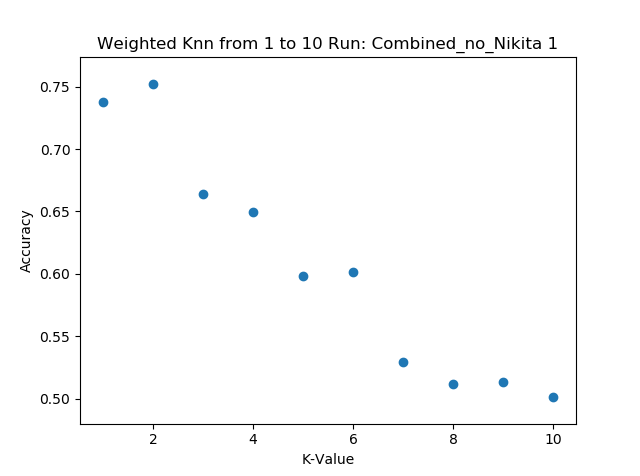 Weighted Knn from 1 to 10 Run: Combined_no_Nikita 1
0.75
0.70
0.65
0.60
0.55
0.50
Accuracy
2 4 6 8 10
K-Value